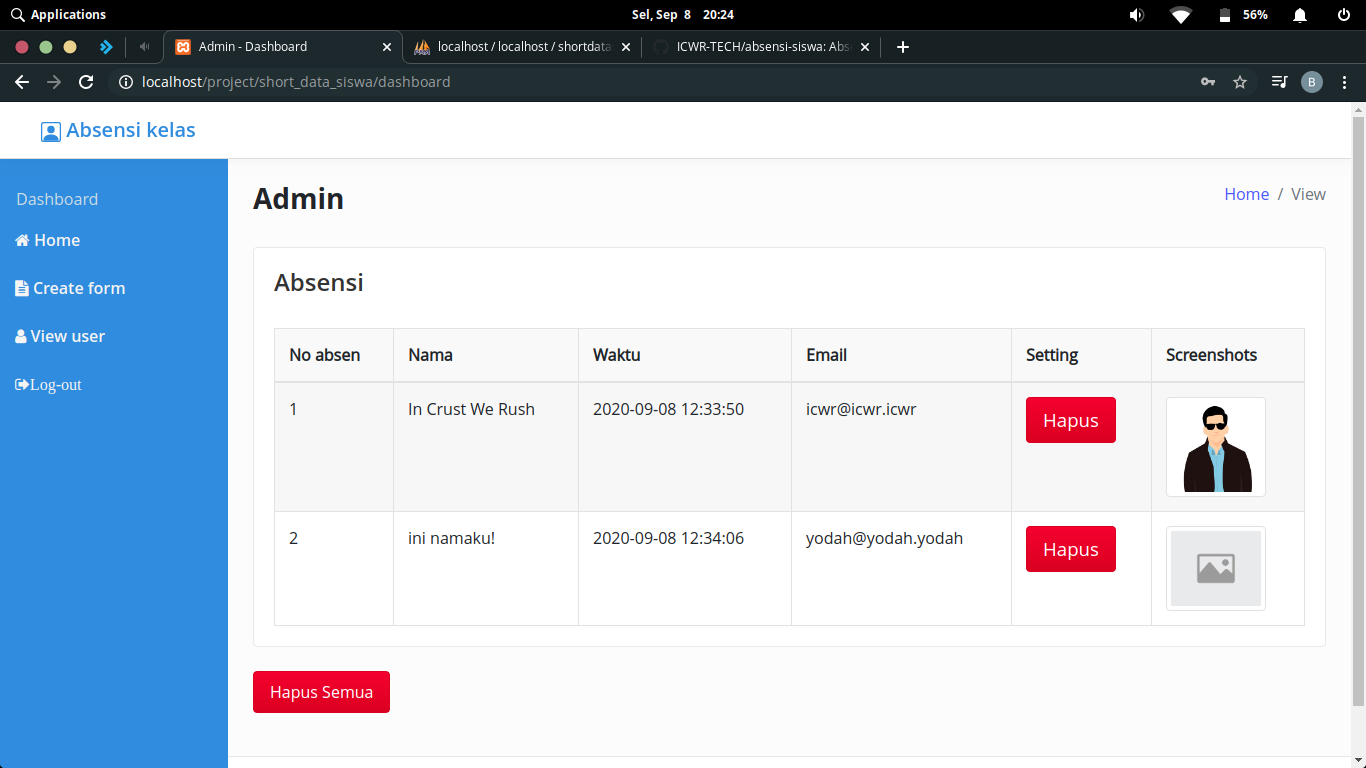 Applications
Sel, Sep 8 20:24
56%
Admin - Dashboard
localhost / localhost / shortdata
ICWR-TECH/absensi-siswa: Abs
localhost/project/short_data_siswa/dashboard
B
Absensi kelas
Dashboard
Home
Create form
View user
Log-out
Admin
Home / View
Absensi
No absen Nama Waktu Email Setting Screenshots
1 In Crust We Rush 2020-09-08 12:33:50 icwr@icwr.icwr Hapus
2 ini namaku! 2020-09-08 12:34:06 yodah@yodah.yodah Hapus
Hapus Semua